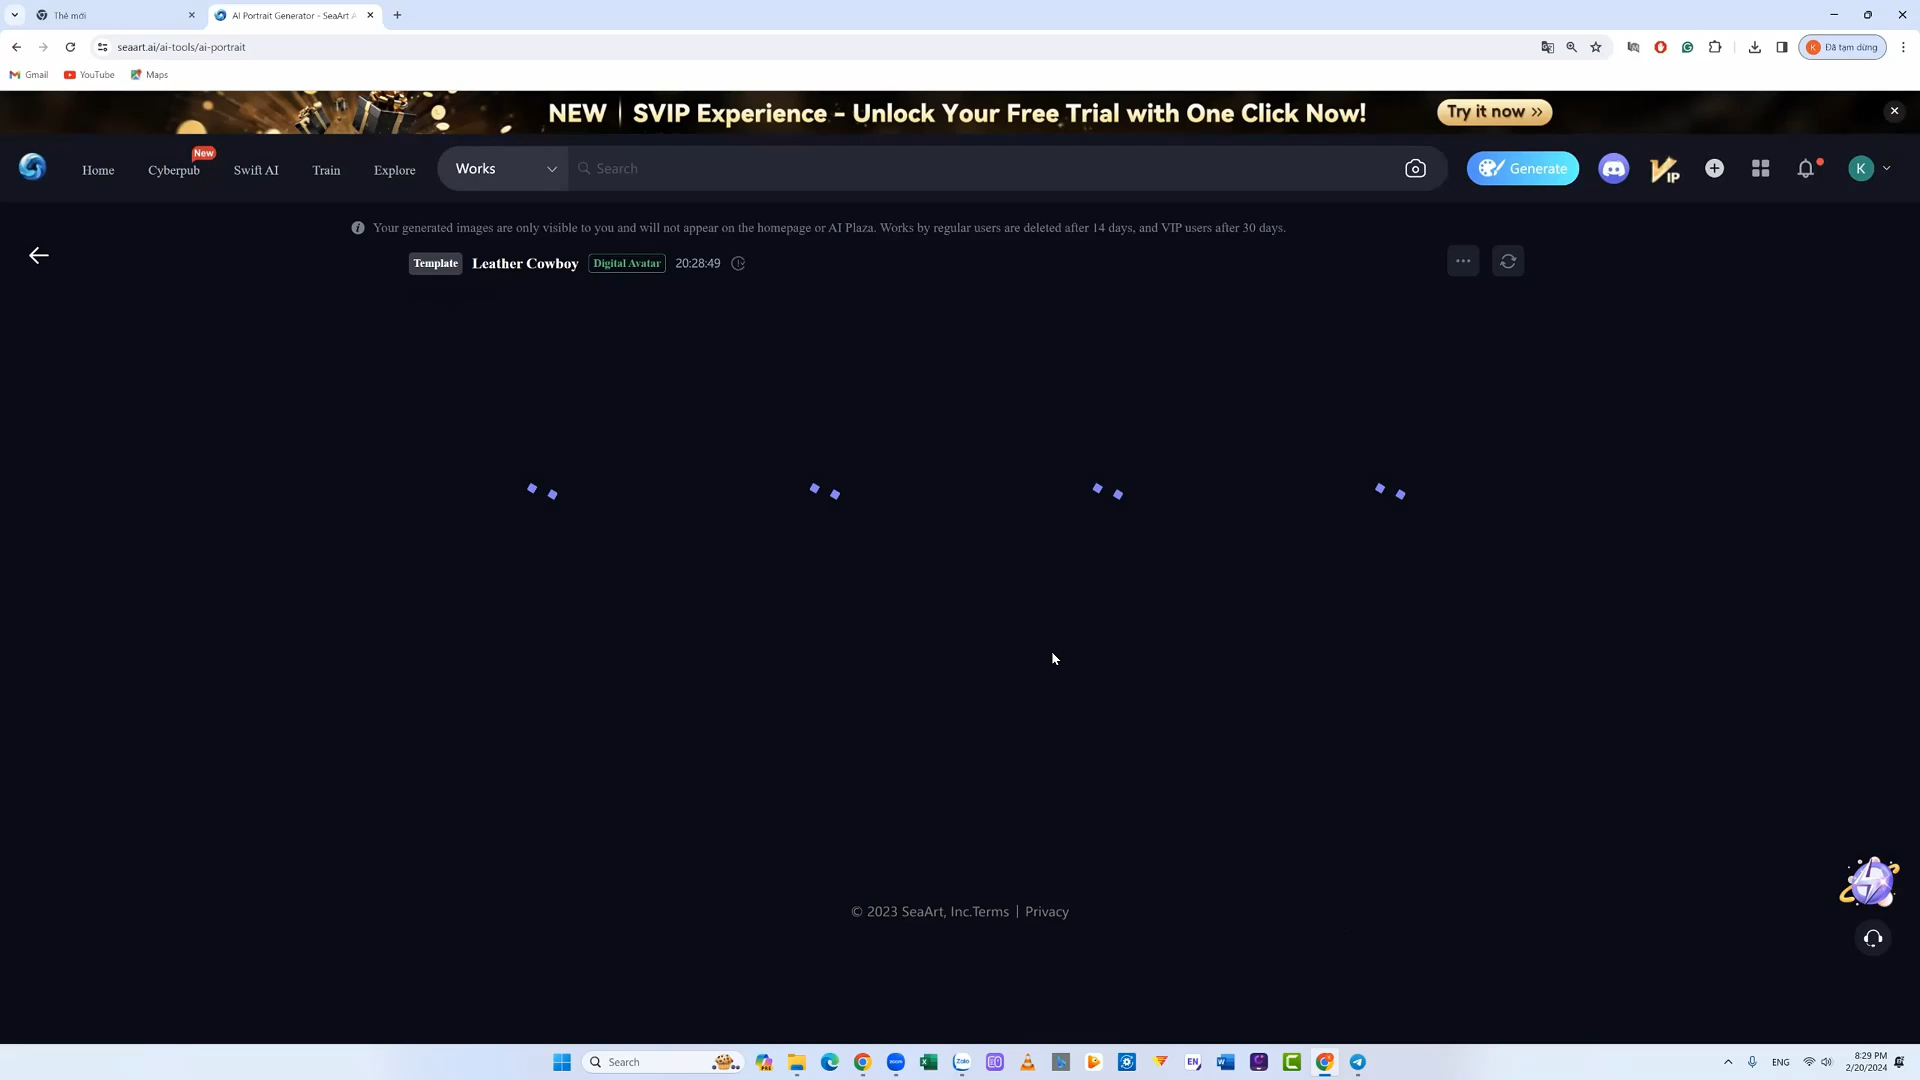 Thẻ mới
AI Portrait Generator - SeaArt A
seaart.ai/ai-tools/ai-portrait
K Đã tạm dừng
Gmail YouTube Maps
NEW | SVIP Experience - Unlock Your Free Trial with One Click Now! Try it now >>
Home Cyberpub New Swift AI Train Explore Works Search Generate VIP K
Your generated images are only visible to you and will not appear on the homepage or AI Plaza. Works by regular users are deleted after 14 days, and VIP users after 30 days.
Template Leather Cowboy Digital Avatar 20:28:49
© 2023 SeaArt, Inc.Terms | Privacy
Search PRE zoom Zalo EN ENG 8:29 PM
2/20/2024